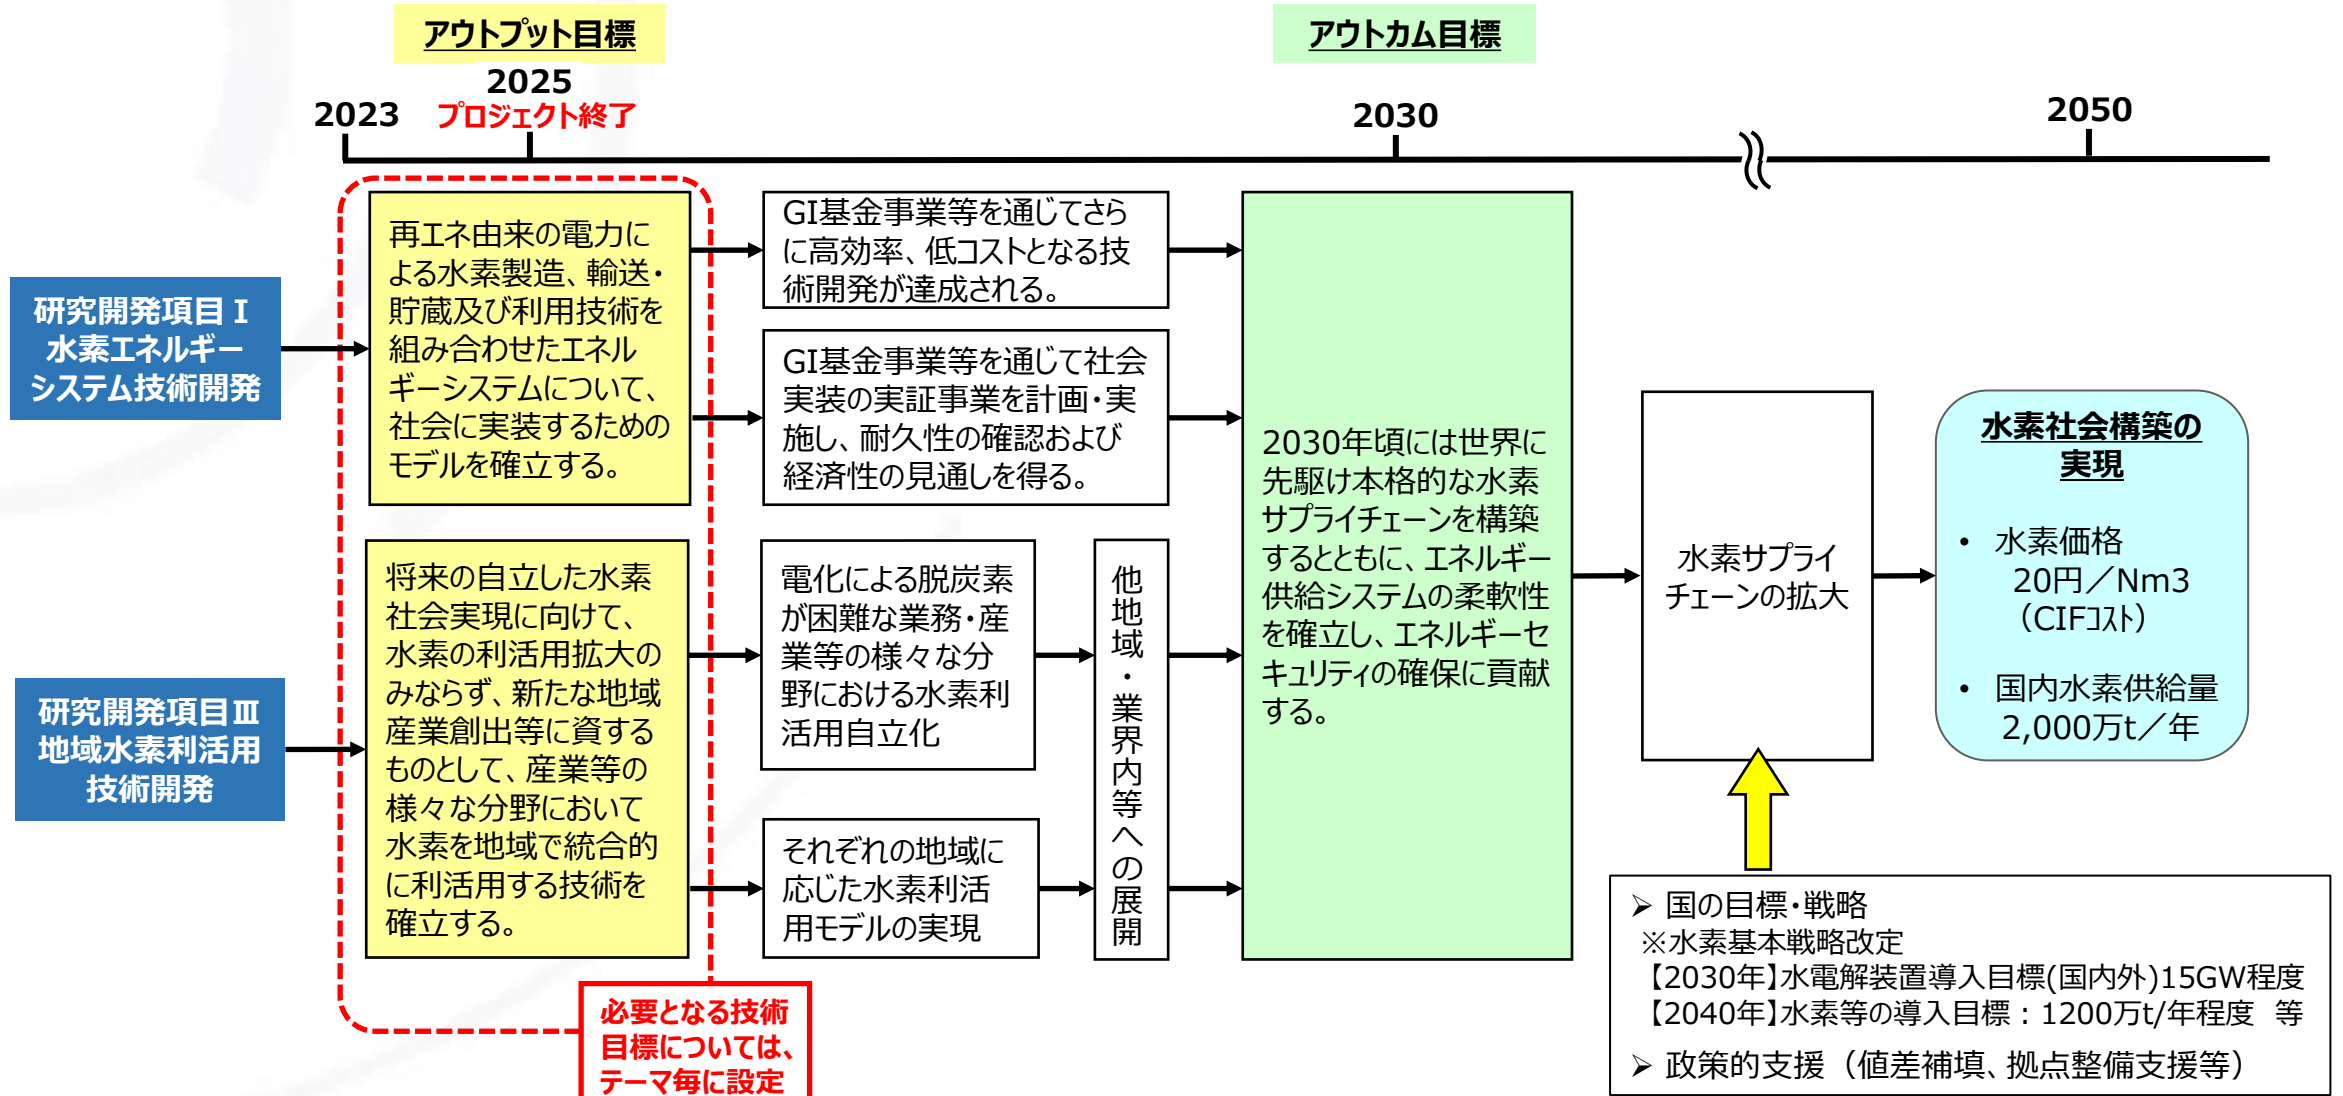 アウトプット目標
アウトカム目標
2023
2025
プロジェクト終了
2030
2050
研究開発項目Ⅰ
水素エネルギー
システム技術開発
再エネ由来の電力に
よる水素製造、輸送・
貯蔵及び利用技術を
組み合わせたエネル
ギーシステムについて、
社会に実装するための
モデルを確立する。
GI基金事業等を通じてさら
に高効率、低コストとなる技
術開発が達成される。
GI基金事業等を通じて社会
実装の実証事業を計画・実
施し、耐久性の確認および
経済性の見通しを得る。
研究開発項目Ⅲ
地域水素利活用
技術開発
将来の自立した水素
社会実現に向けて、
水素の利活用拡大の
みならず、新たな地域
産業創出等に資する
ものとして、産業等の
様々な分野において
水素を地域で統合的
に利活用する技術を
確立する。
電化による脱炭素
が困難な業務・産
業等の様々な分
野における水素利
活用自立化
それぞれの地域に
応じた水素利活
用モデルの実現
他地域・業界内等への展開
必要となる技術
目標については、
テーマ毎に設定
2030年頃には世界に
先駆け本格的な水素
サプライチェーンを構築
するとともに、エネルギー
供給システムの柔軟性
を確立し、エネルギーセ
キュリティの確保に貢献
する。
水素サプライ
チェーンの拡大
水素社会構築の
実現
• 水素価格
20円／Nm3
（CIFコスト）
• 国内水素供給量
2,000万t／年
➢ 国の目標・戦略
※水素基本戦略改定
【2030年】水電解装置導入目標(国内外)15GW程度
【2040年】水素等の導入目標：1200万t/年程度 等
➢ 政策的支援（値差補填、拠点整備支援等）